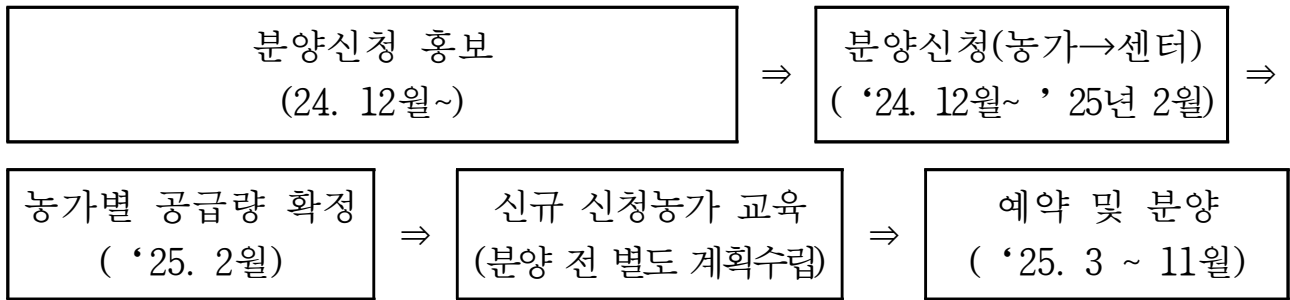 분양신청 홍보
(24. 12월~)
⇒
분양신청(농가→센터)
( ‘24. 12월~ ’ 25년 2월)
⇒
농가별 공급량 확정
( ‘25. 2월)
⇒
신규 신청농가 교육
(분양 전 별도 계획수립)
⇒
예약 및 분양
( ‘25. 3 ~ 11월)